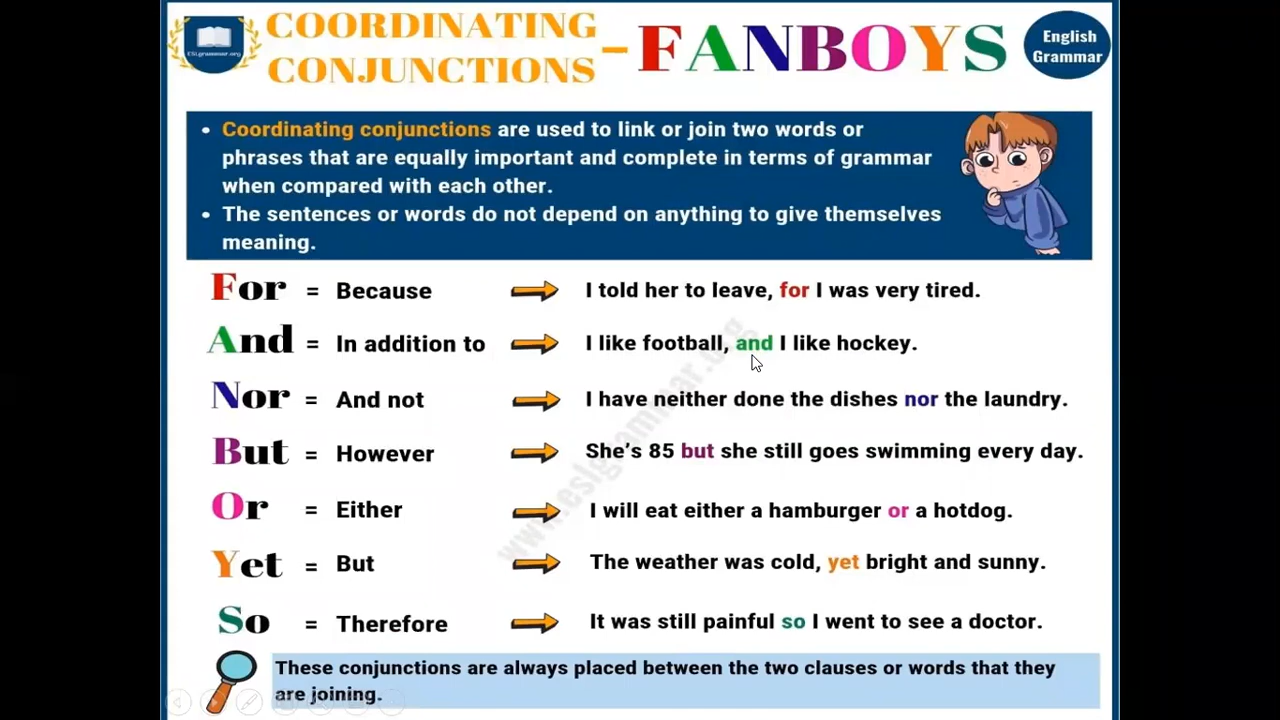 ESLgrammar.org
COORDINATING
CONJUNCTIONS
–FANBOYS
English
Grammar
• Coordinating conjunctions are used to link or join two words or
phrases that are equally important and complete in terms of grammar
when compared with each other.
• The sentences or words do not depend on anything to give themselves
meaning.
For = Because I told her to leave, for I was very tired.
And = In addition to I like football, and I like hockey.
Nor = And not I have neither done the dishes nor the laundry.
But = However She's 85 but she still goes swimming every day.
Or = Either I will eat either a hamburger or a hotdog.
Yet = But The weather was cold, yet bright and sunny.
So = Therefore It was still painful so I went to see a doctor.
www.eslgrammar.org
These conjunctions are always placed between the two clauses or words that they
are joining.